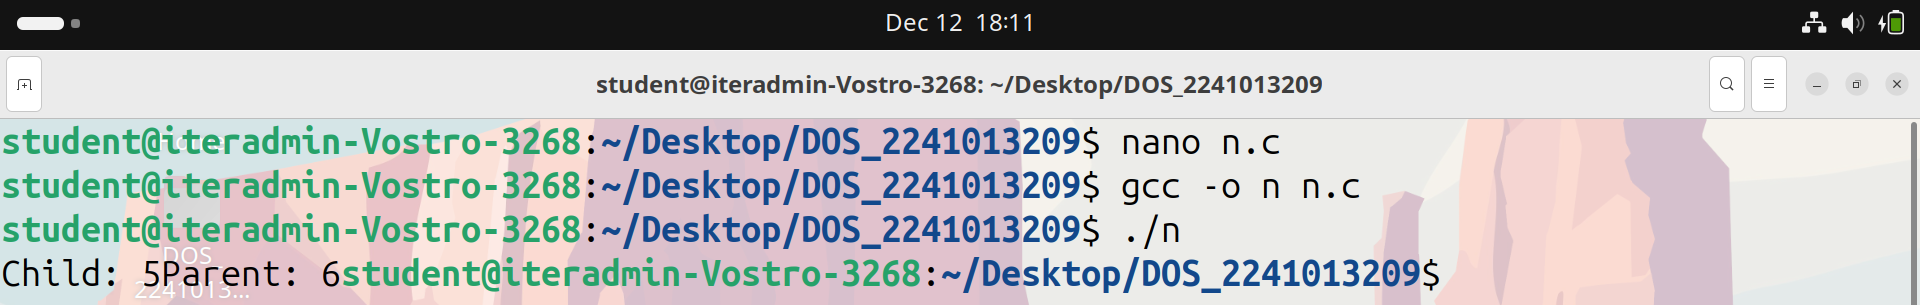 Dec 12 18:11
student@iteradmin-Vostro-3268: ~/Desktop/DOS_2241013209
student@iteradmin-Vostro-3268:~/Desktop/DOS_2241013209$ nano n.c
student@iteradmin-Vostro-3268:~/Desktop/DOS_2241013209$ gcc -o n n.c
student@iteradmin-Vostro-3268:~/Desktop/DOS_2241013209$ ./n
Child: 5Parent: 6student@iteradmin-Vostro-3268:~/Desktop/DOS_2241013209$
Home
DOS
2241013...